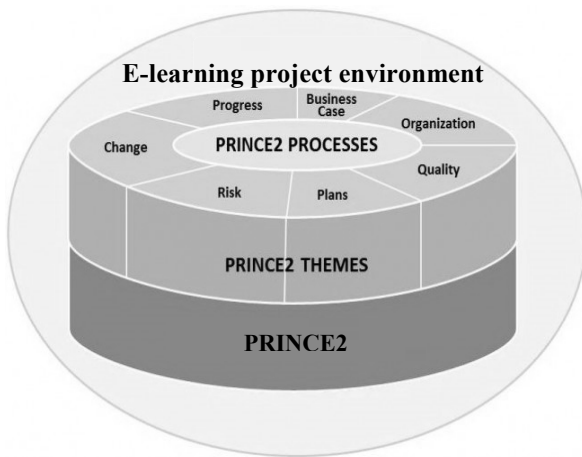 E-learning project environment
Progress
Business
Case
Organization
Change
PRINCE2 PROCESSES
Quality
Risk
Plans
PRINCE2 THEMES
PRINCE2